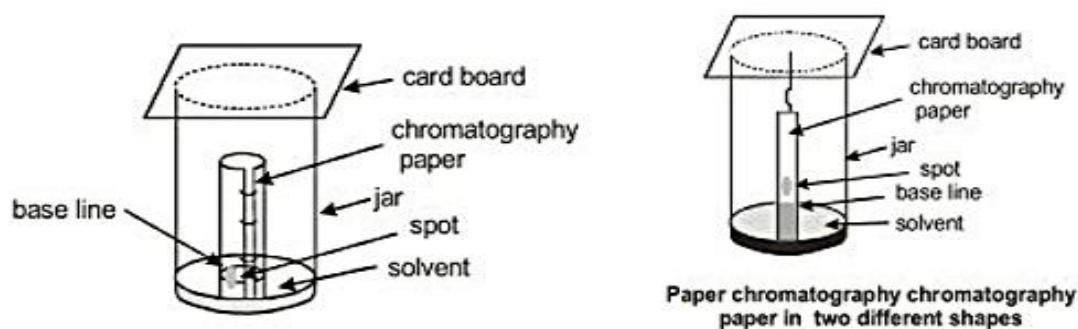 card board
chromatography
paper
base line
jar
spot
solvent
card board
chromatography
paper
jar
spot
base line
solvent
Paper chromatography chromatography
paper in two different shapes